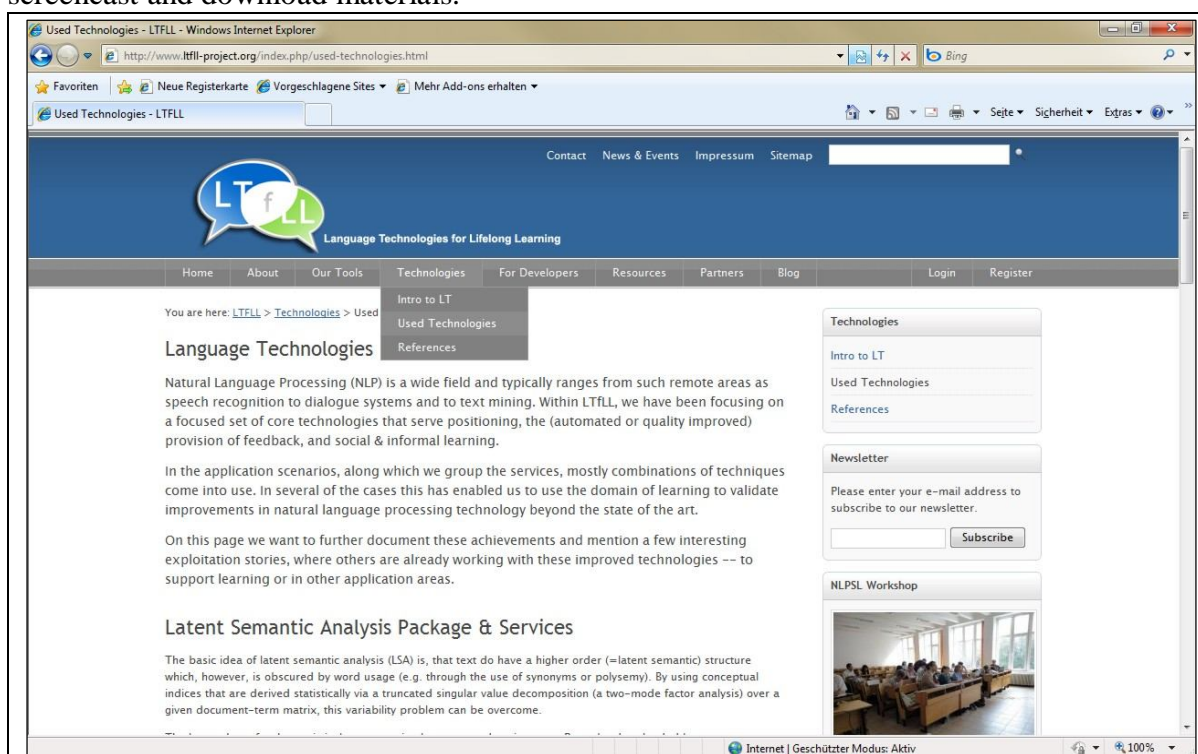 screencast and download materials.
Used Technologies - LTFLL - Windows Internet Explorer
http://www.ltfll-project.org/index.php/used-technologies.html
Bing
Favoriten Neue Registerkarte Vorgeschlagene Sites Mehr Add-ons erhalten
Used Technologies - LTFLL
Seite Sicherheit Extras
Contact News & Events Impressum Sitemap
LTfLL
Language Technologies for Lifelong Learning
Home About Our Tools Technologies For Developers Resources Partners Blog Login Register
Intro to LT
Used Technologies
References
You are here: LTFLL > Technologies > Used
Language Technologies
Natural Language Processing (NLP) is a wide field and typically ranges from such remote areas as
speech recognition to dialogue systems and to text mining. Within LTfLL, we have been focusing on
a focused set of core technologies that serve positioning, the (automated or quality improved)
provision of feedback, and social & informal learning.
In the application scenarios, along which we group the services, mostly combinations of techniques
come into use. In several of the cases this has enabled us to use the domain of learning to validate
improvements in natural language processing technology beyond the state of the art.
On this page we want to further document these achievements and mention a few interesting
exploitation stories, where others are already working with these improved technologies -- to
support learning or in other application areas.
Latent Semantic Analysis Package & Services
The basic idea of latent semantic analysis (LSA) is, that text do have a higher order (=latent semantic) structure
which, however, is obscured by word usage (e.g. through the use of synonyms or polysemy). By using conceptual
indices that are derived statistically via a truncated singular value decomposition (a two-mode factor analysis) over a
given document-term matrix, this variability problem can be overcome.
Technologies
Intro to LT
Used Technologies
References
Newsletter
Please enter your e-mail address to
subscribe to our newsletter.
Subscribe
NLPSL Workshop
Internet | Geschützter Modus: Aktiv
100%